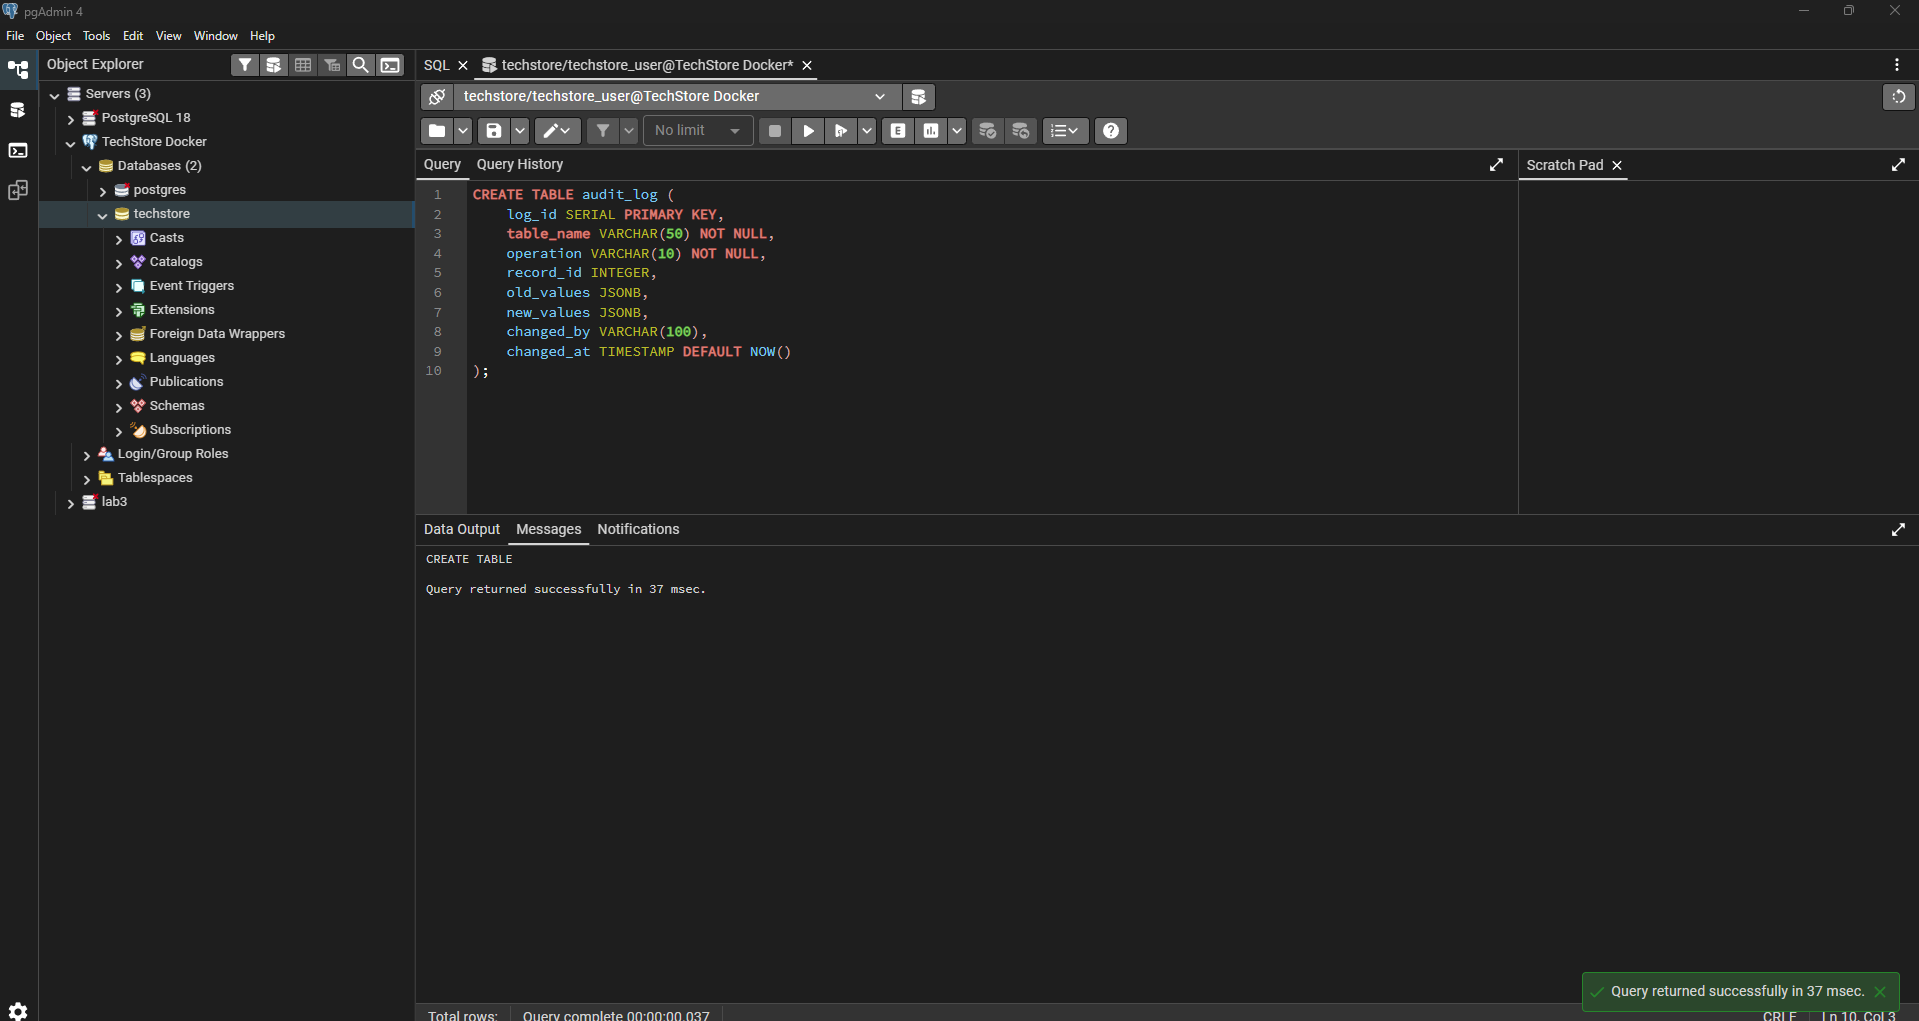 pgAdmin 4
File Object Tools Edit View Window Help
Object Explorer
Servers (3)
PostgreSQL 18
TechStore Docker
Databases (2)
postgres
techstore
Casts
Catalogs
Event Triggers
Extensions
Foreign Data Wrappers
Languages
Publications
Schemas
Subscriptions
Login/Group Roles
Tablespaces
lab3
SQL techstore/techstore_user@TechStore Docker*
techstore/techstore_user@TechStore Docker
No limit
E
Query Query History
Scratch Pad
1 CREATE TABLE audit_log (
2 log_id SERIAL PRIMARY KEY,
3 table_name VARCHAR(50) NOT NULL,
4 operation VARCHAR(10) NOT NULL,
5 record_id INTEGER,
6 old_values JSONB,
7 new_values JSONB,
8 changed_by VARCHAR(100),
9 changed_at TIMESTAMP DEFAULT NOW()
10 );
Data Output Messages Notifications
CREATE TABLE
Query returned successfully in 37 msec.
Query returned successfully in 37 msec.
Total rows: Query complete 00:00:00.037 CRLF Ln 10, Col 3